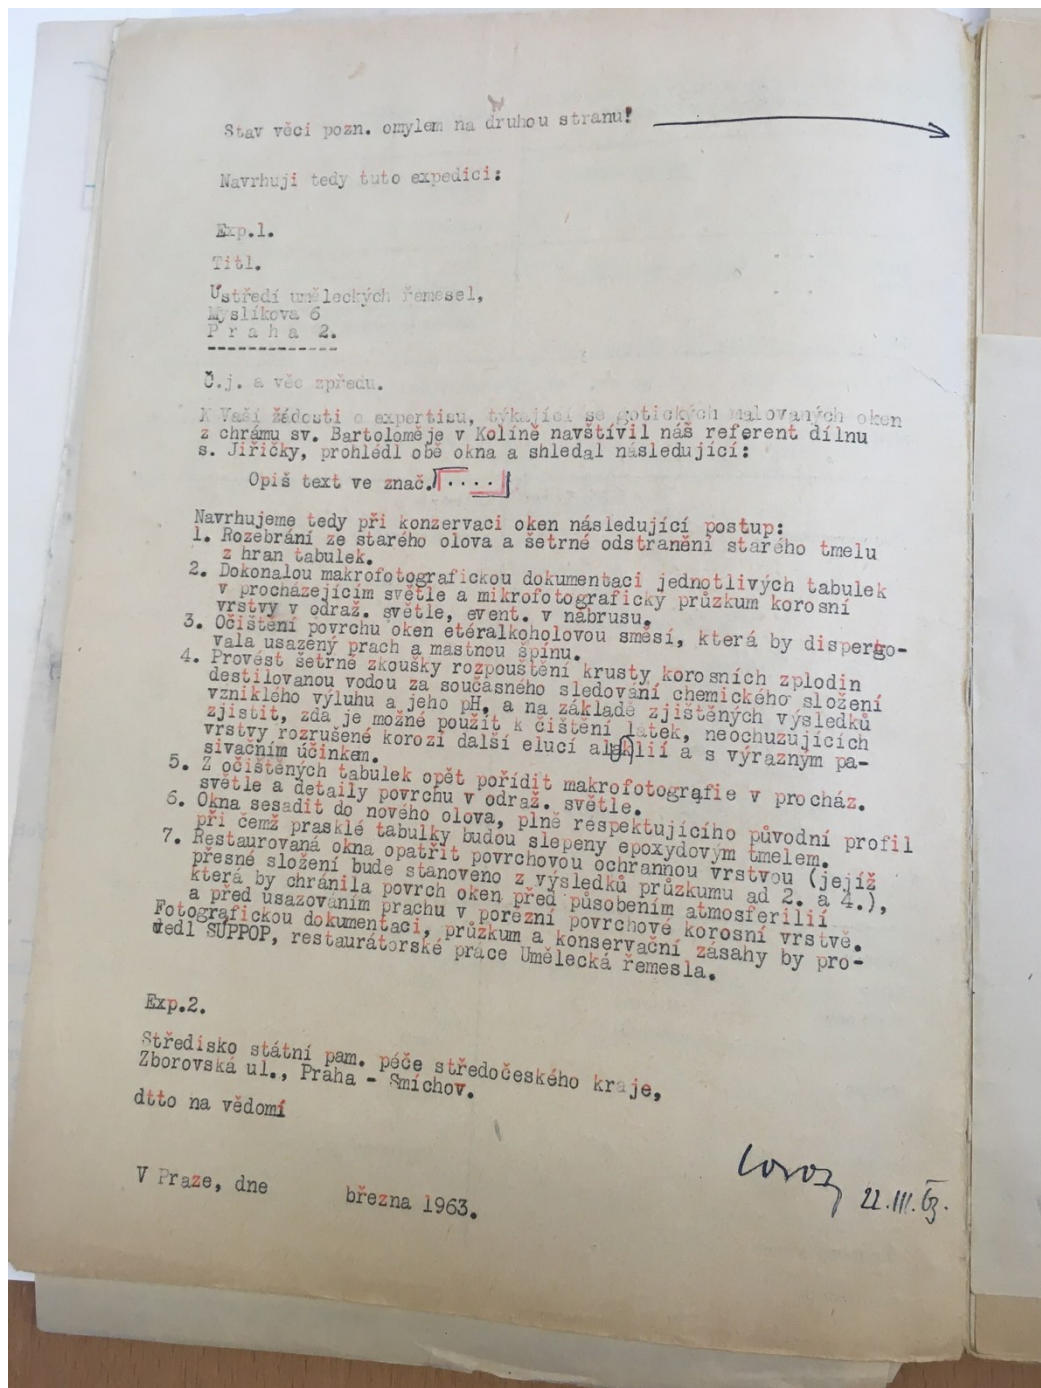 Stav věci pozn. omylem na druhou stranu!
Navrhuji tedy tuto expedici:
Exp.1.
Titl.
Ústředí uměleckých řemesel,
Myslíkova 6
P r a h a 2.
-------------
Č.j. a věc zpředu.
K Vaší žádosti o expertisu, týkající se gotických malovaných oken
z chrámu sv. Bartoloměje v Kolíně navštívil náš referent dílnu
s. Jiřičky, prohlédl obě okna a shledal následující:
Opiš text ve znač. ....
Navrhujeme tedy při konzervaci oken následující postup:
1. Rozebrání ze starého olova a šetrné odstranění starého tmelu
z hran tabulek.
2. Dokonalou makrofotografickou dokumentaci jednotlivých tabulek
v procházejícím světle a mikrofotografický průzkum korosní
vrstvy v odraž. světle, event. v nábrusu.
3. Očištění povrchu oken etéralkoholovou směsí, která by dispergo-
vala usazený prach a mastnou špínu.
4. Provést šetrné zkoušky rozpouštění krusty korosních zplodin
destilovanou vodou za současného sledování chemického složení
vzniklého výluhu a jeho pH, a na základě zjištěných výsledků
zjistit, zda je možné použít k čištění látek, neochuzujících
vrstvy rozrušené korozí další elucí alkalií a s výrazným pa-
sivačním účinkem.
5. Z očištěných tabulek opět pořídit makrofotografie v procház.
světle a detaily povrchu v odraž. světle.
6. Okna sesadit do nového olova, plně respektujícího původní profil
při čemž prasklé tabulky budou slepeny epoxydovým tmelem.
7. Restaurovaná okna opatřit povrchovou ochrannou vrstvou (jejíž
přesné složení bude stanoveno z výsledků průzkumu ad 2. a 4.),
která by chránila povrch oken před působením atmosferilií
a před usazováním prachu v porézní povrchové korosní vrstvě.
Fotografickou dokumentaci, průzkum a konservační zásahy by pro-
vedl SÚPPOP, restaurátorské práce Umělecká řemesla.
Exp.2.
Středisko státní pam. péče středočeského kraje,
Zborovská ul., Praha - Smíchov.
dtto na vědomí
V Praze, dne března 1963.
22.III.63.